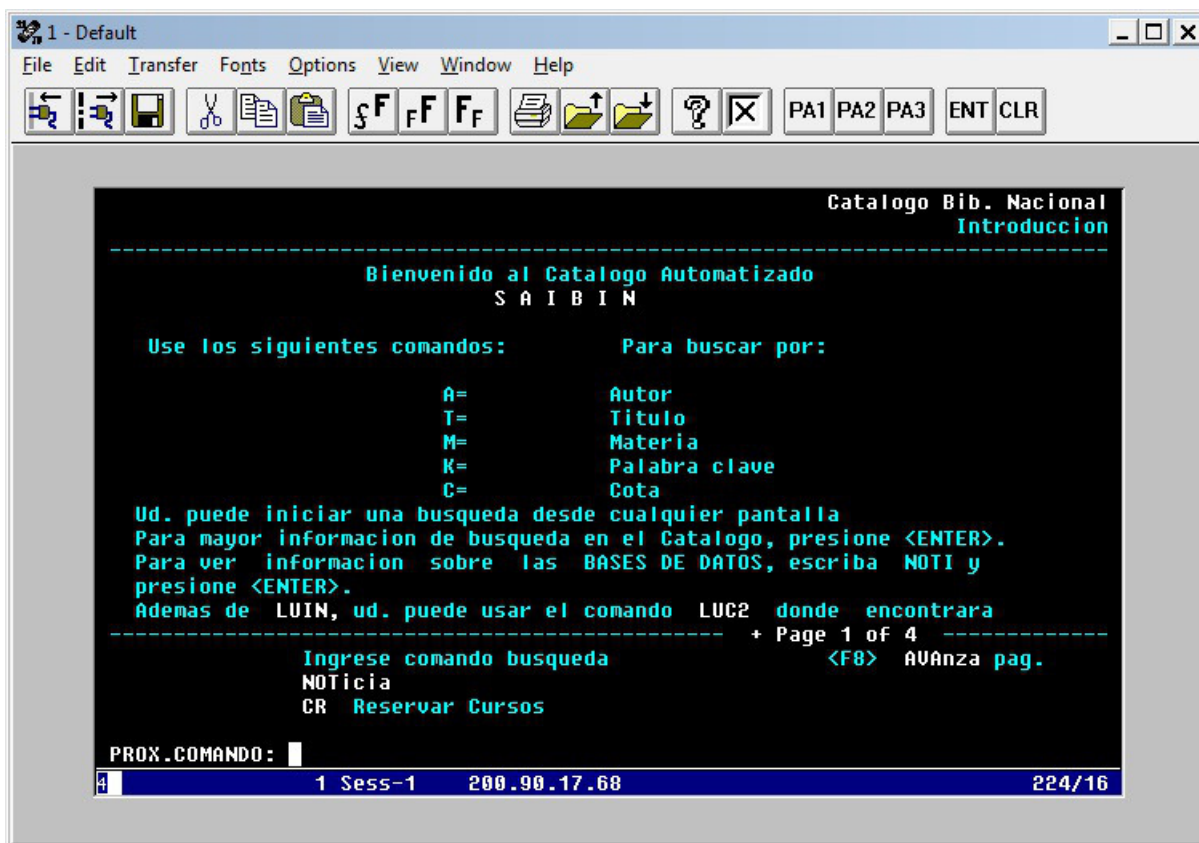 1 - Default
File Edit Transfer Fonts Options View Window Help
PA1 PA2 PA3 ENT CLR
Catalogo Bib. Nacional
Introduccion
Bienvenido al Catalogo Automatizado
S A I B I N
Use los siguientes comandos: Para buscar por:
A= Autor
T= Titulo
M= Materia
K= Palabra clave
C= Cota
Ud. puede iniciar una busqueda desde cualquier pantalla
Para mayor informacion de busqueda en el Catalogo, presione <ENTER>.
Para ver informacion sobre las BASES DE DATOS, escriba NOTI y
presione <ENTER>.
Ademas de LUIN, ud. puede usar el comando LUC2 donde encontrara
+ Page 1 of 4
Ingrese comando busqueda <F8> AVAnza pag.
NOTicia
CR Reservar Cursos
PROX.COMANDO:
4 1 Sess-1 200.90.17.68 224/16